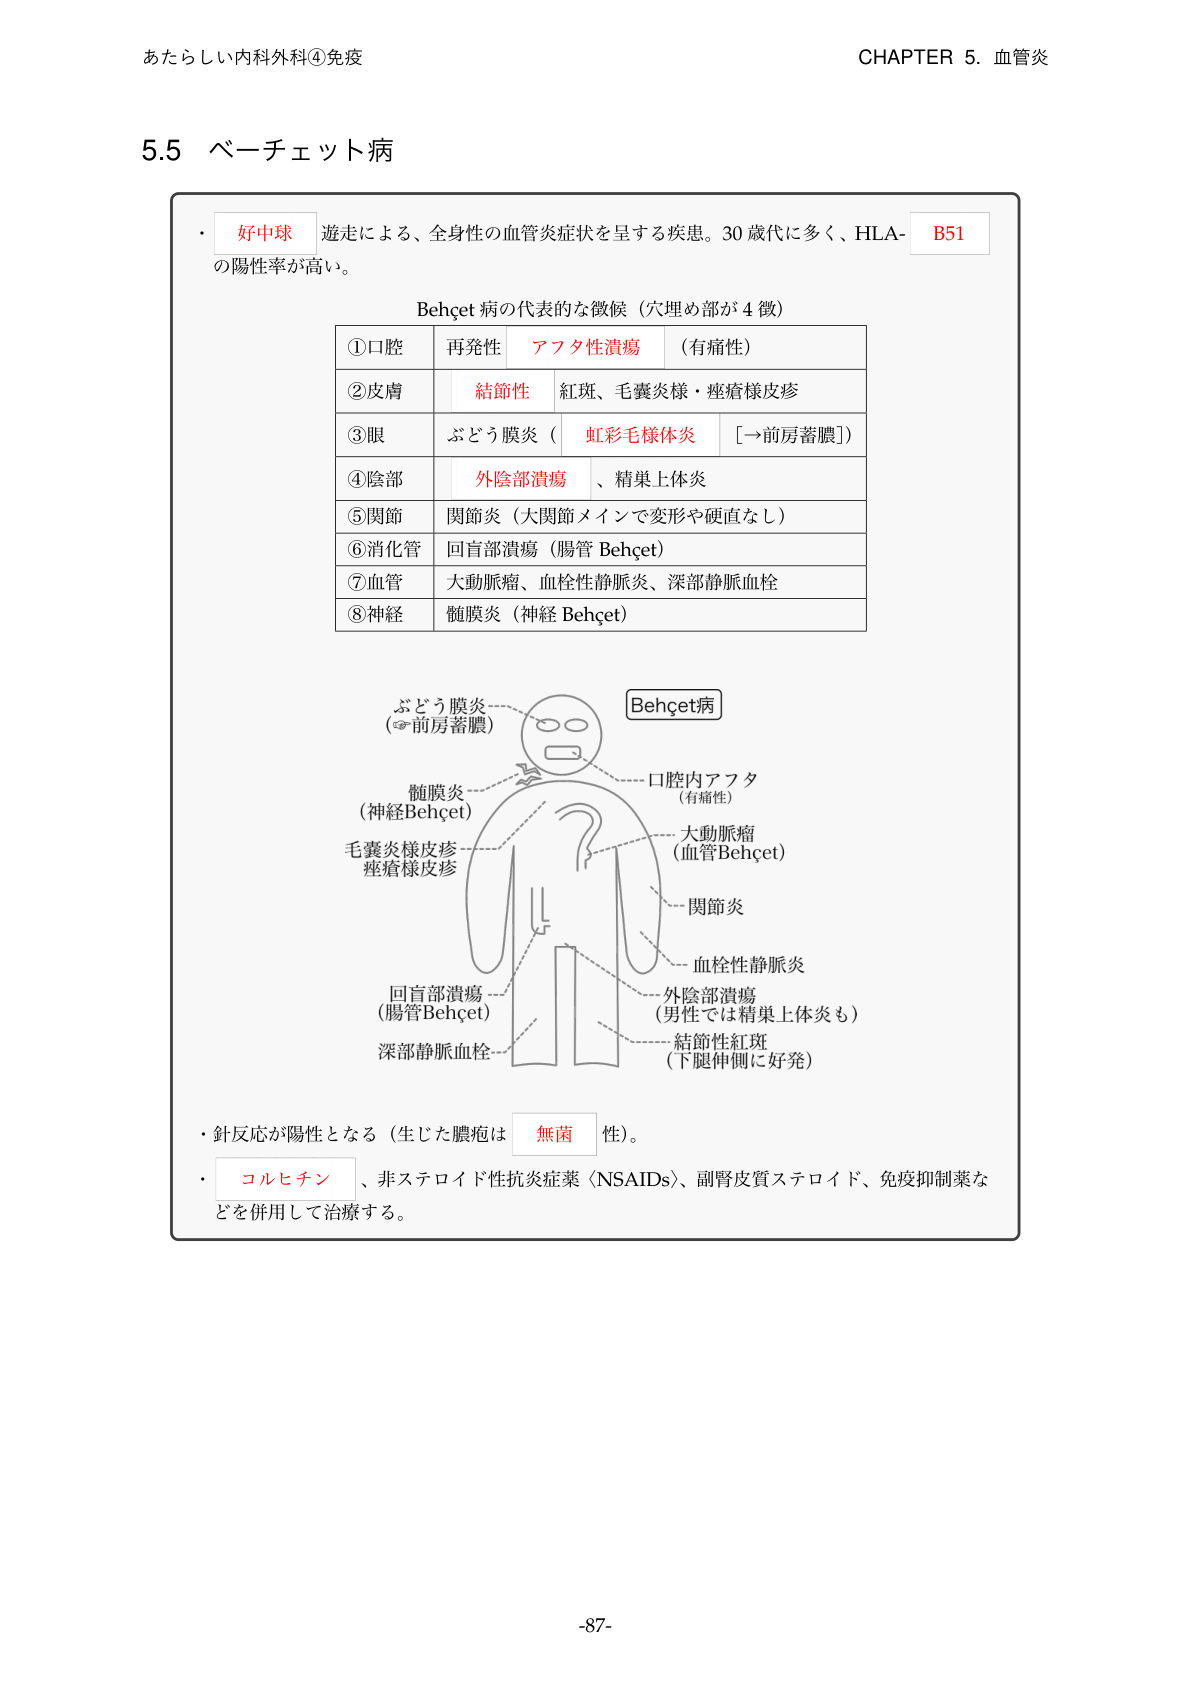 あたらしい内科外科④免疫 CHAPTER 5. 血管炎
5.5 ベーチェット病
・ 好中球 遊走による、全身性の血管炎症状を呈する疾患。30 歳代に多く、HLA- B51
の陽性率が高い。
Behçet 病の代表的な徴候（穴埋め部が 4 徴）
①口腔 再発性 アフタ性潰瘍 （有痛性）
②皮膚 結節性 紅斑、毛嚢炎様・痤瘡様皮疹
③眼 ぶどう膜炎（ 虹彩毛様体炎 ［→前房蓄膿］）
④陰部 外陰部潰瘍 、精巣上体炎
⑤関節 関節炎（大関節メインで変形や硬直なし）
⑥消化管 回盲部潰瘍（腸管 Behçet）
⑦血管 大動脈瘤、血栓性静脈炎、深部静脈血栓
⑧神経 髄膜炎（神経 Behçet）
Behçet病
ぶどう膜炎
（☞前房蓄膿）
口腔内アフタ
（有痛性）
髄膜炎
（神経Behçet）
大動脈瘤
（血管Behçet）
毛嚢炎様皮疹
痤瘡様皮疹
関節炎
血栓性静脈炎
回盲部潰瘍
（腸管Behçet）
外陰部潰瘍
（男性では精巣上体炎も）
深部静脈血栓
結節性紅斑
（下腿伸側に好発）
・針反応が陽性となる（生じた膿疱は 無菌 性）。
・ コルヒチン 、非ステロイド性抗炎症薬〈NSAIDs〉、副腎皮質ステロイド、免疫抑制薬な
どを併用して治療する。
-87-